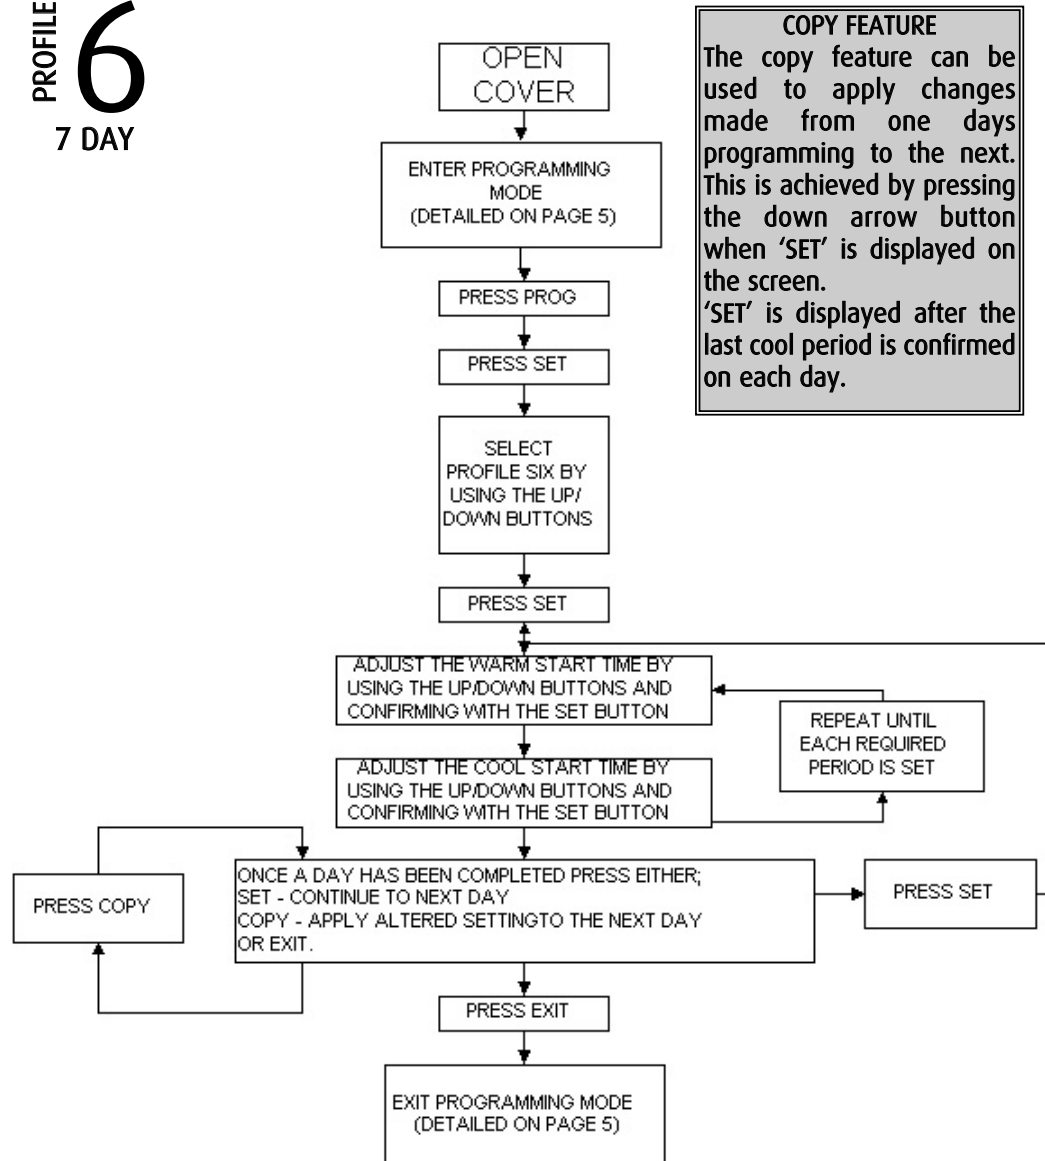 PROFILE
6
7 DAY
COPY FEATURE
The copy feature can be
used to apply changes
made from one days
programming to the next.
This is achieved by pressing
the down arrow button
when ‘SET’ is displayed on
the screen.
‘SET’ is displayed after the
last cool period is confirmed
on each day.
OPEN
COVER
ENTER PROGRAMMING
MODE
(DETAILED ON PAGE 5)
PRESS PROG
PRESS SET
SELECT
PROFILE SIX BY
USING THE UP/
DOWN BUTTONS
PRESS SET
ADJUST THE WARM START TIME BY
USING THE UP/DOWN BUTTONS AND
CONFIRMING WITH THE SET BUTTON
REPEAT UNTIL
EACH REQUIRED
PERIOD IS SET
ADJUST THE COOL START TIME BY
USING THE UP/DOWN BUTTONS AND
CONFIRMING WITH THE SET BUTTON
PRESS COPY
ONCE A DAY HAS BEEN COMPLETED PRESS EITHER;
SET - CONTINUE TO NEXT DAY
COPY - APPLY ALTERED SETTINGTO THE NEXT DAY
OR EXIT.
PRESS SET
PRESS EXIT
EXIT PROGRAMMING MODE
(DETAILED ON PAGE 5)